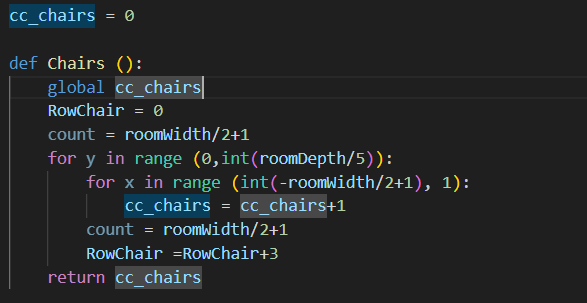 cc_chairs = 0
def Chairs ():
global cc_chairs
RowChair = 0
count = roomWidth/2+1
for y in range (0,int(roomDepth/5)):
for x in range (int(-roomWidth/2+1), 1):
cc_chairs = cc_chairs+1
count = roomWidth/2+1
RowChair =RowChair+3
return cc_chairs